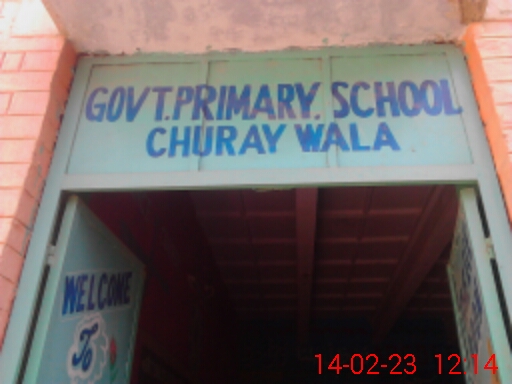 GOVT.PRIMARY. SCHOOL
CHURAY WALA
WELCOME
To
14-02-23 12:14